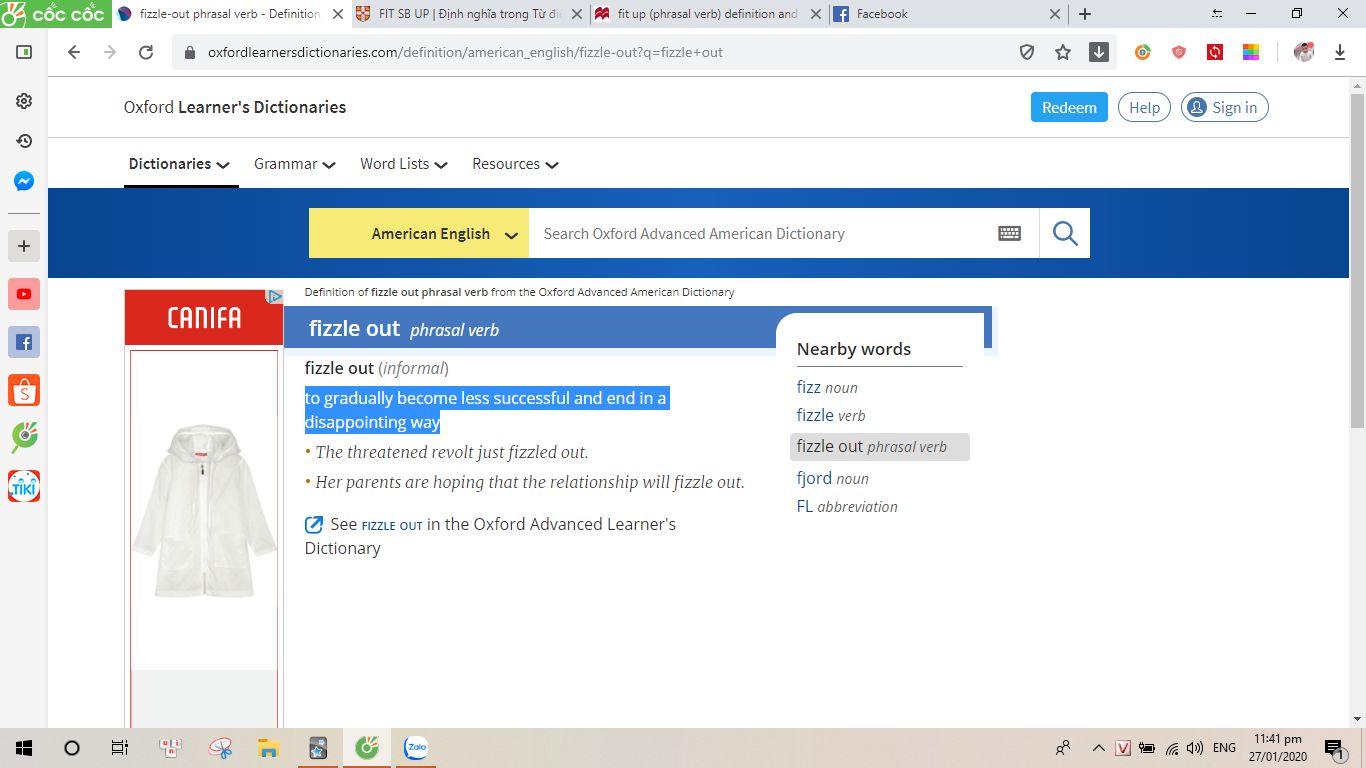 cốc cốc
fizzle-out phrasal verb - Definition,
FIT SB UP | Định nghĩa trong Từ điể
fit up (phrasal verb) definition and
Facebook
oxfordlearnersdictionaries.com/definition/american_english/fizzle-out?q=fizzle+out
Oxford Learner's Dictionaries
Redeem
Help
Sign in
Dictionaries
Grammar
Word Lists
Resources
American English
Search Oxford Advanced American Dictionary
CANIFA
Definition of fizzle out phrasal verb from the Oxford Advanced American Dictionary
fizzle out phrasal verb
fizzle out (informal)
to gradually become less successful and end in a
disappointing way
• The threatened revolt just fizzled out.
• Her parents are hoping that the relationship will fizzle out.
See FIZZLE OUT in the Oxford Advanced Learner's
Dictionary
Nearby words
fizz noun
fizzle verb
fizzle out phrasal verb
fjord noun
FL abbreviation
TIKI
Zalo
V
ENG
11:41 pm
27/01/2020
1